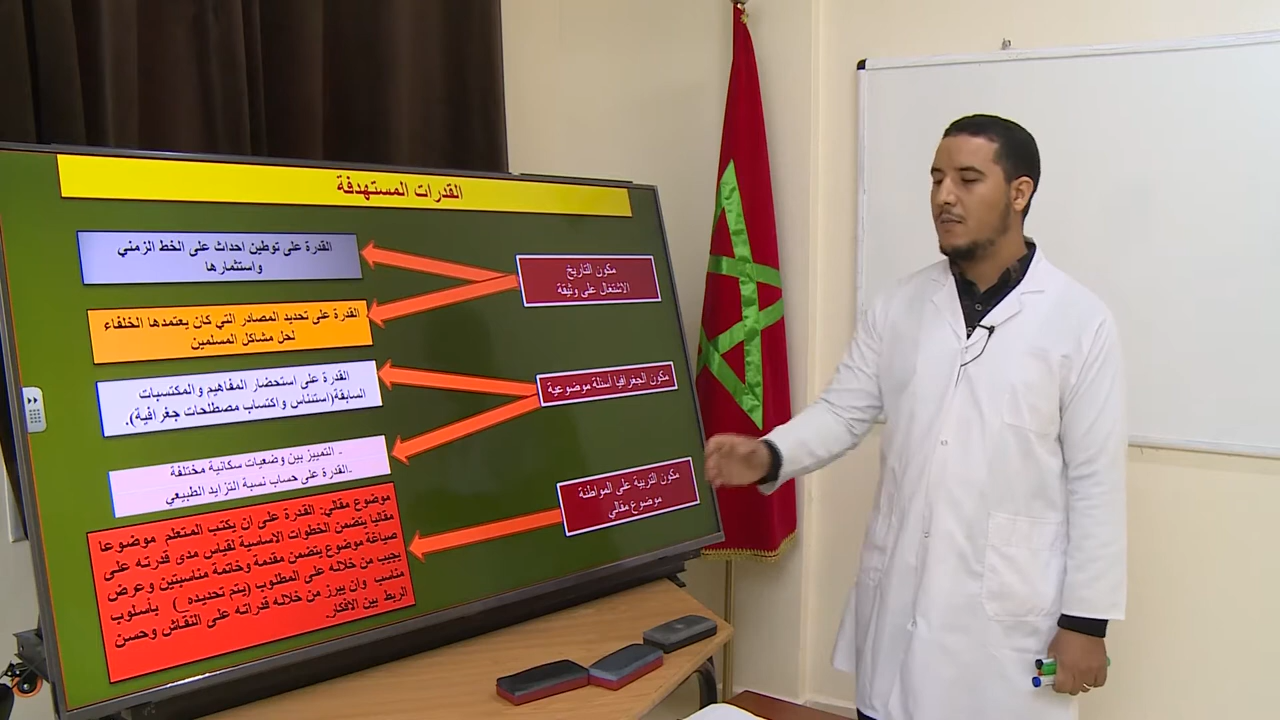 القدرات المستهدفة
مكون التاريخ
الاشتغال على وثيقة
القدرة على توطين احداث على الخط الزمني
واستثمارها
القدرة على تحديد المصادر التي كان يعتمدها الخلفاء
لحل مشاكل المسلمين
مكون الجغرافيا أسئلة موضوعية
القدرة على استحضار المفاهيم والمكتسبات
السابقة(استئناس واكتساب مصطلحات جغرافية).
- التمييز بين وضعيات سكانية مختلفة
-القدرة على حساب نسبة التزايد الطبيعي
مكون التربية على المواطنة
موضوع مقالي
موضوع مقالي: القدرة على ان يكتب المتعلم موضوعا
مقاليا يتضمن الخطوات الاساسية لقياس مدى قدرته على
صياغة موضوع يتضمن مقدمة وخاتمة مناسبتين وعرض
يجيب من خلاله على المطلوب (يتم تحديده ) بأسلوب
مناسب وان يبرز من خلاله قدراته على النقاش وحسن
الربط بين الافكار.